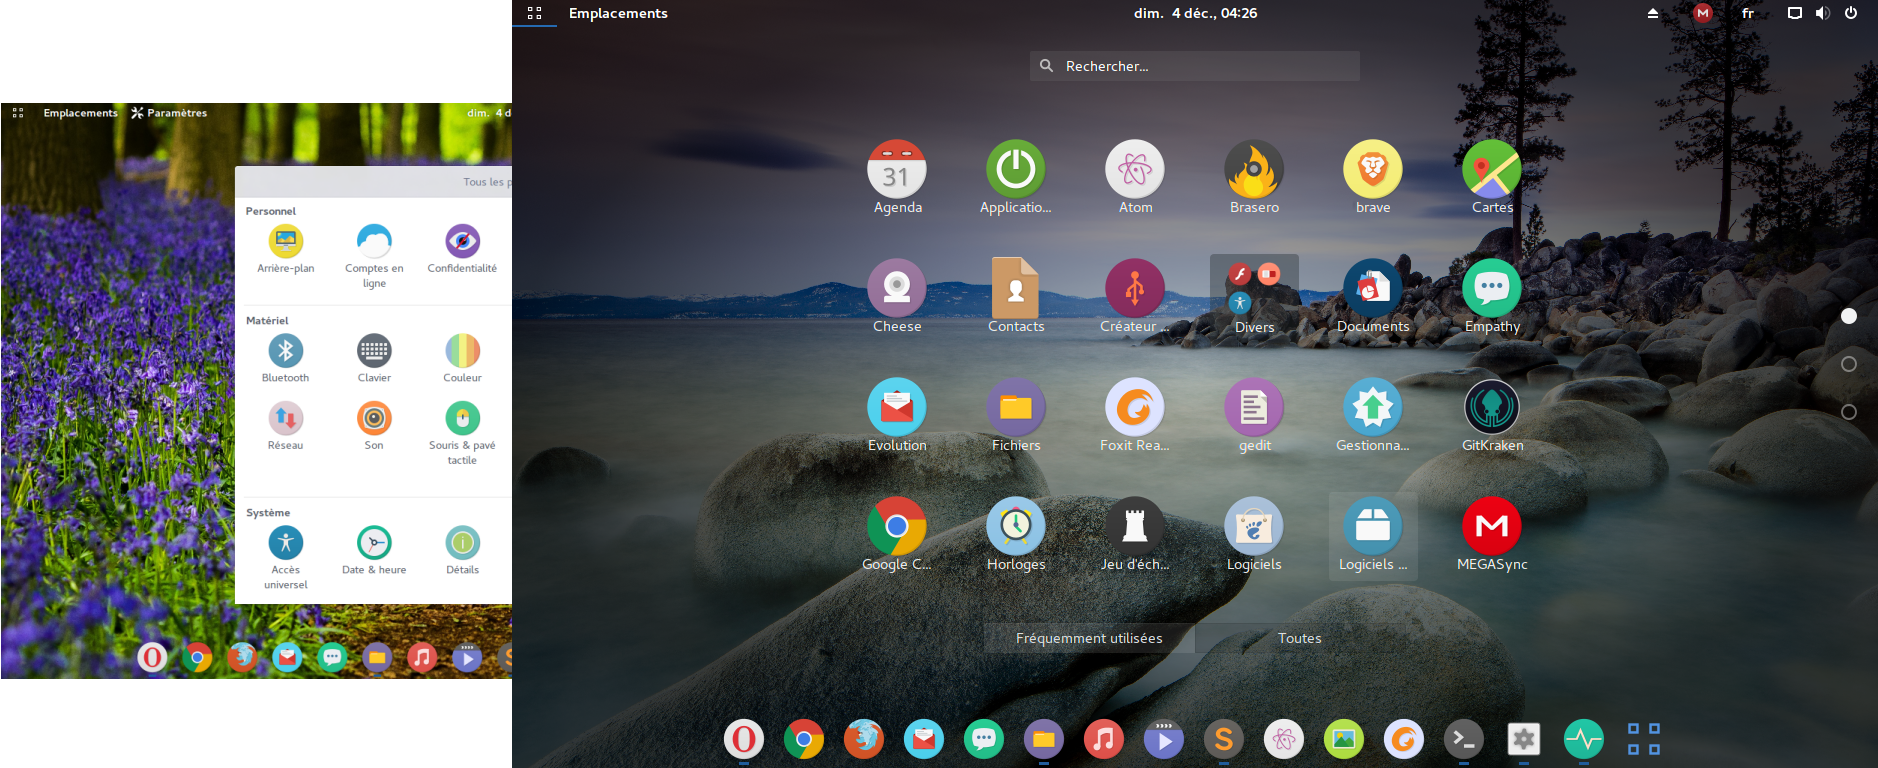 Emplacements
Paramètres
dim. 4 d
Tous les p
Personnel
Arrière-plan
Comptes en
ligne
Confidentialité
Matériel
Bluetooth
Clavier
Couleur
Réseau
Son
Souris & pavé
tactile
Système
Accès
universel
Date & heure
Détails
Emplacements
dim. 4 déc., 04:26
M
fr
Rechercher...
31
Agenda
Applicatio...
Atom
Brasero
brave
Cartes
Cheese
Contacts
Créateur ...
Divers
Documents
Empathy
Evolution
Fichiers
Foxit Rea...
gedit
Gestionna...
GitKraken
Google C...
Horloges
Jeu d'éch...
Logiciels
Logiciels ...
M
MEGASync
Fréquemment utilisées
Toutes